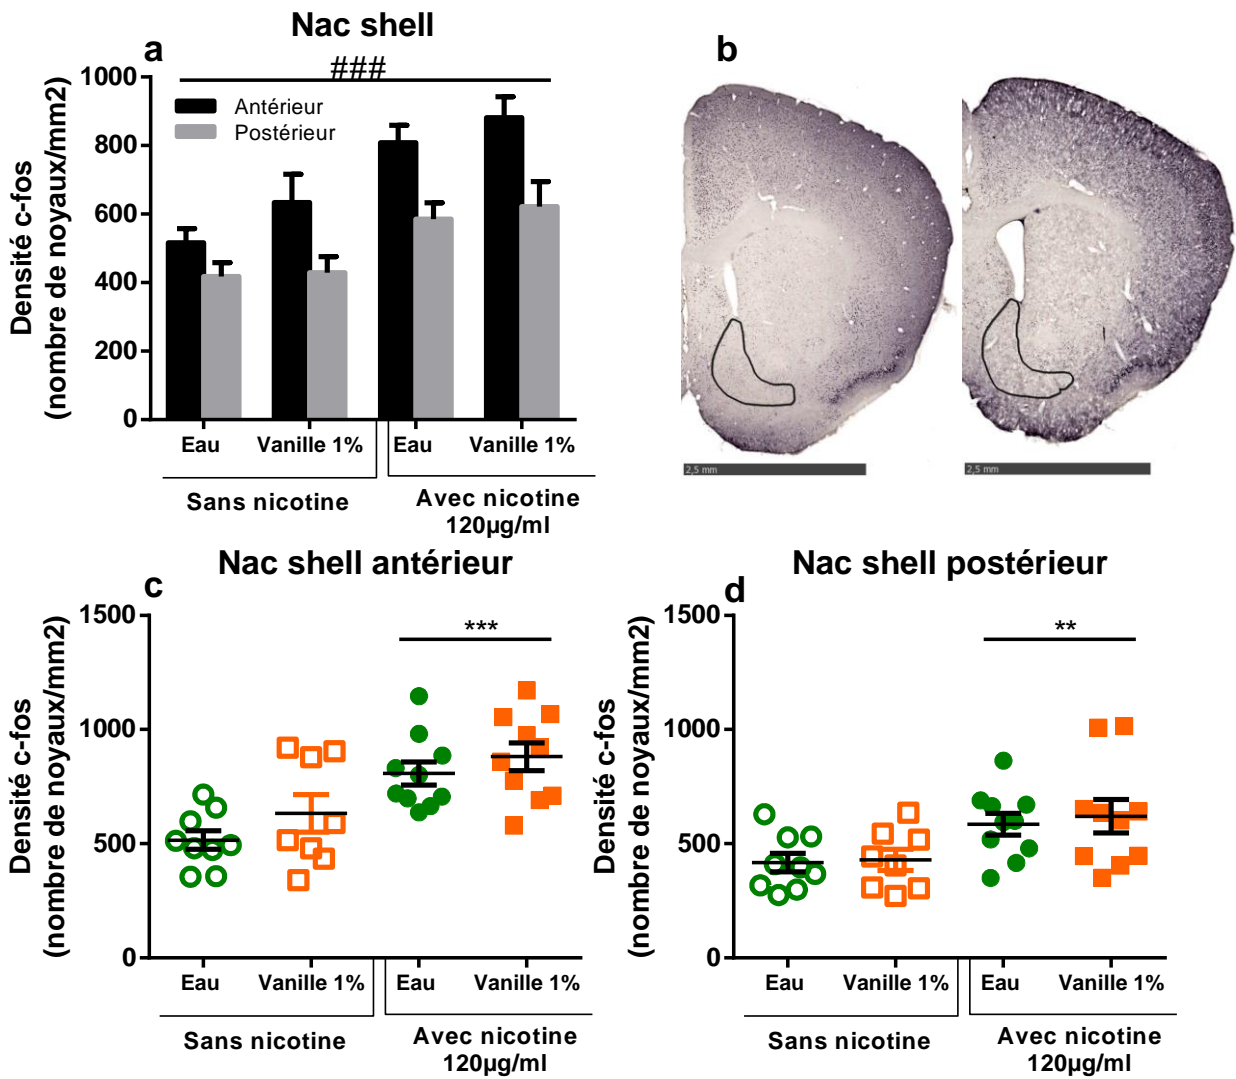 Nac shell
a
###
Antérieur
Postérieur
Densité c-fos
(nombre de noyaux/mm2)
1000
800
600
400
200
0
Eau
Vanille 1%
Eau
Vanille 1%
Sans nicotine
Avec nicotine
120µg/ml
b
2,5 mm
2,5 mm
Nac shell antérieur
c
***
Densité c-fos
(nombre de noyaux/mm2)
1500
1000
500
0
Eau
Vanille 1%
Eau
Vanille 1%
Sans nicotine
Avec nicotine
120µg/ml
Nac shell postérieur
d
**
Densité c-fos
(nombre de noyaux/mm2)
1500
1000
500
0
Eau
Vanille 1%
Eau
Vanille 1%
Sans nicotine
Avec nicotine
120µg/ml